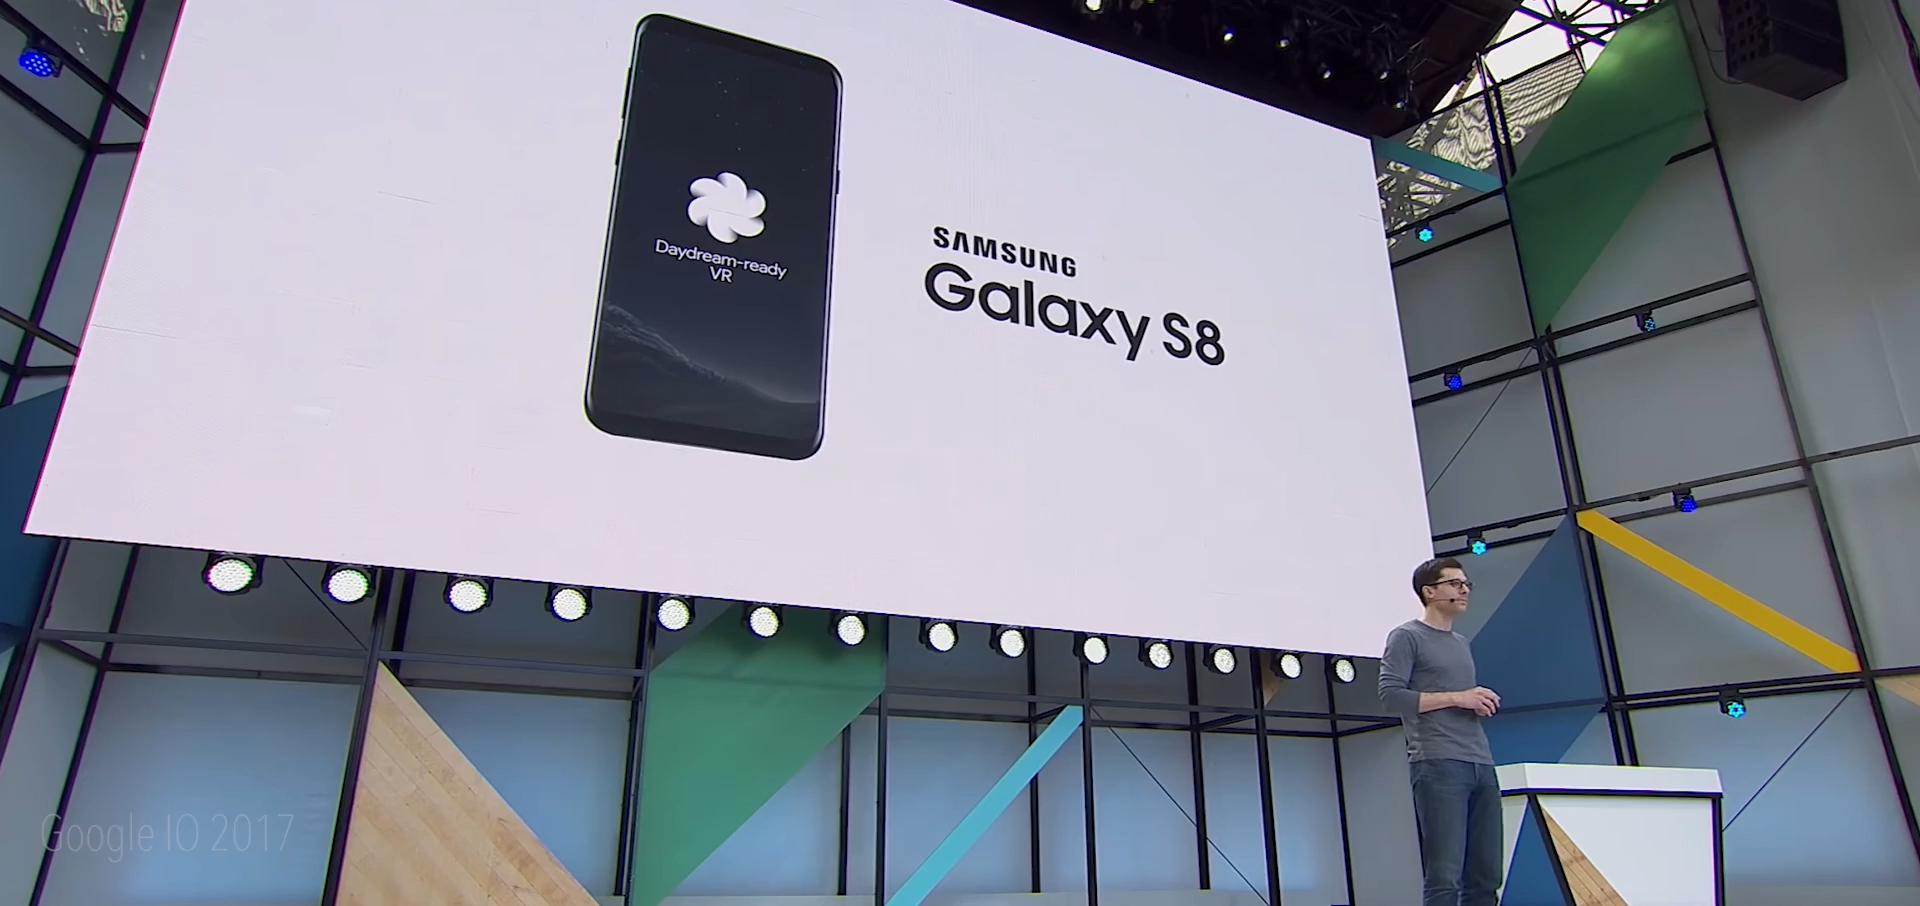 Daydream-ready
VR
SAMSUNG
Galaxy S8
Google IO 2017